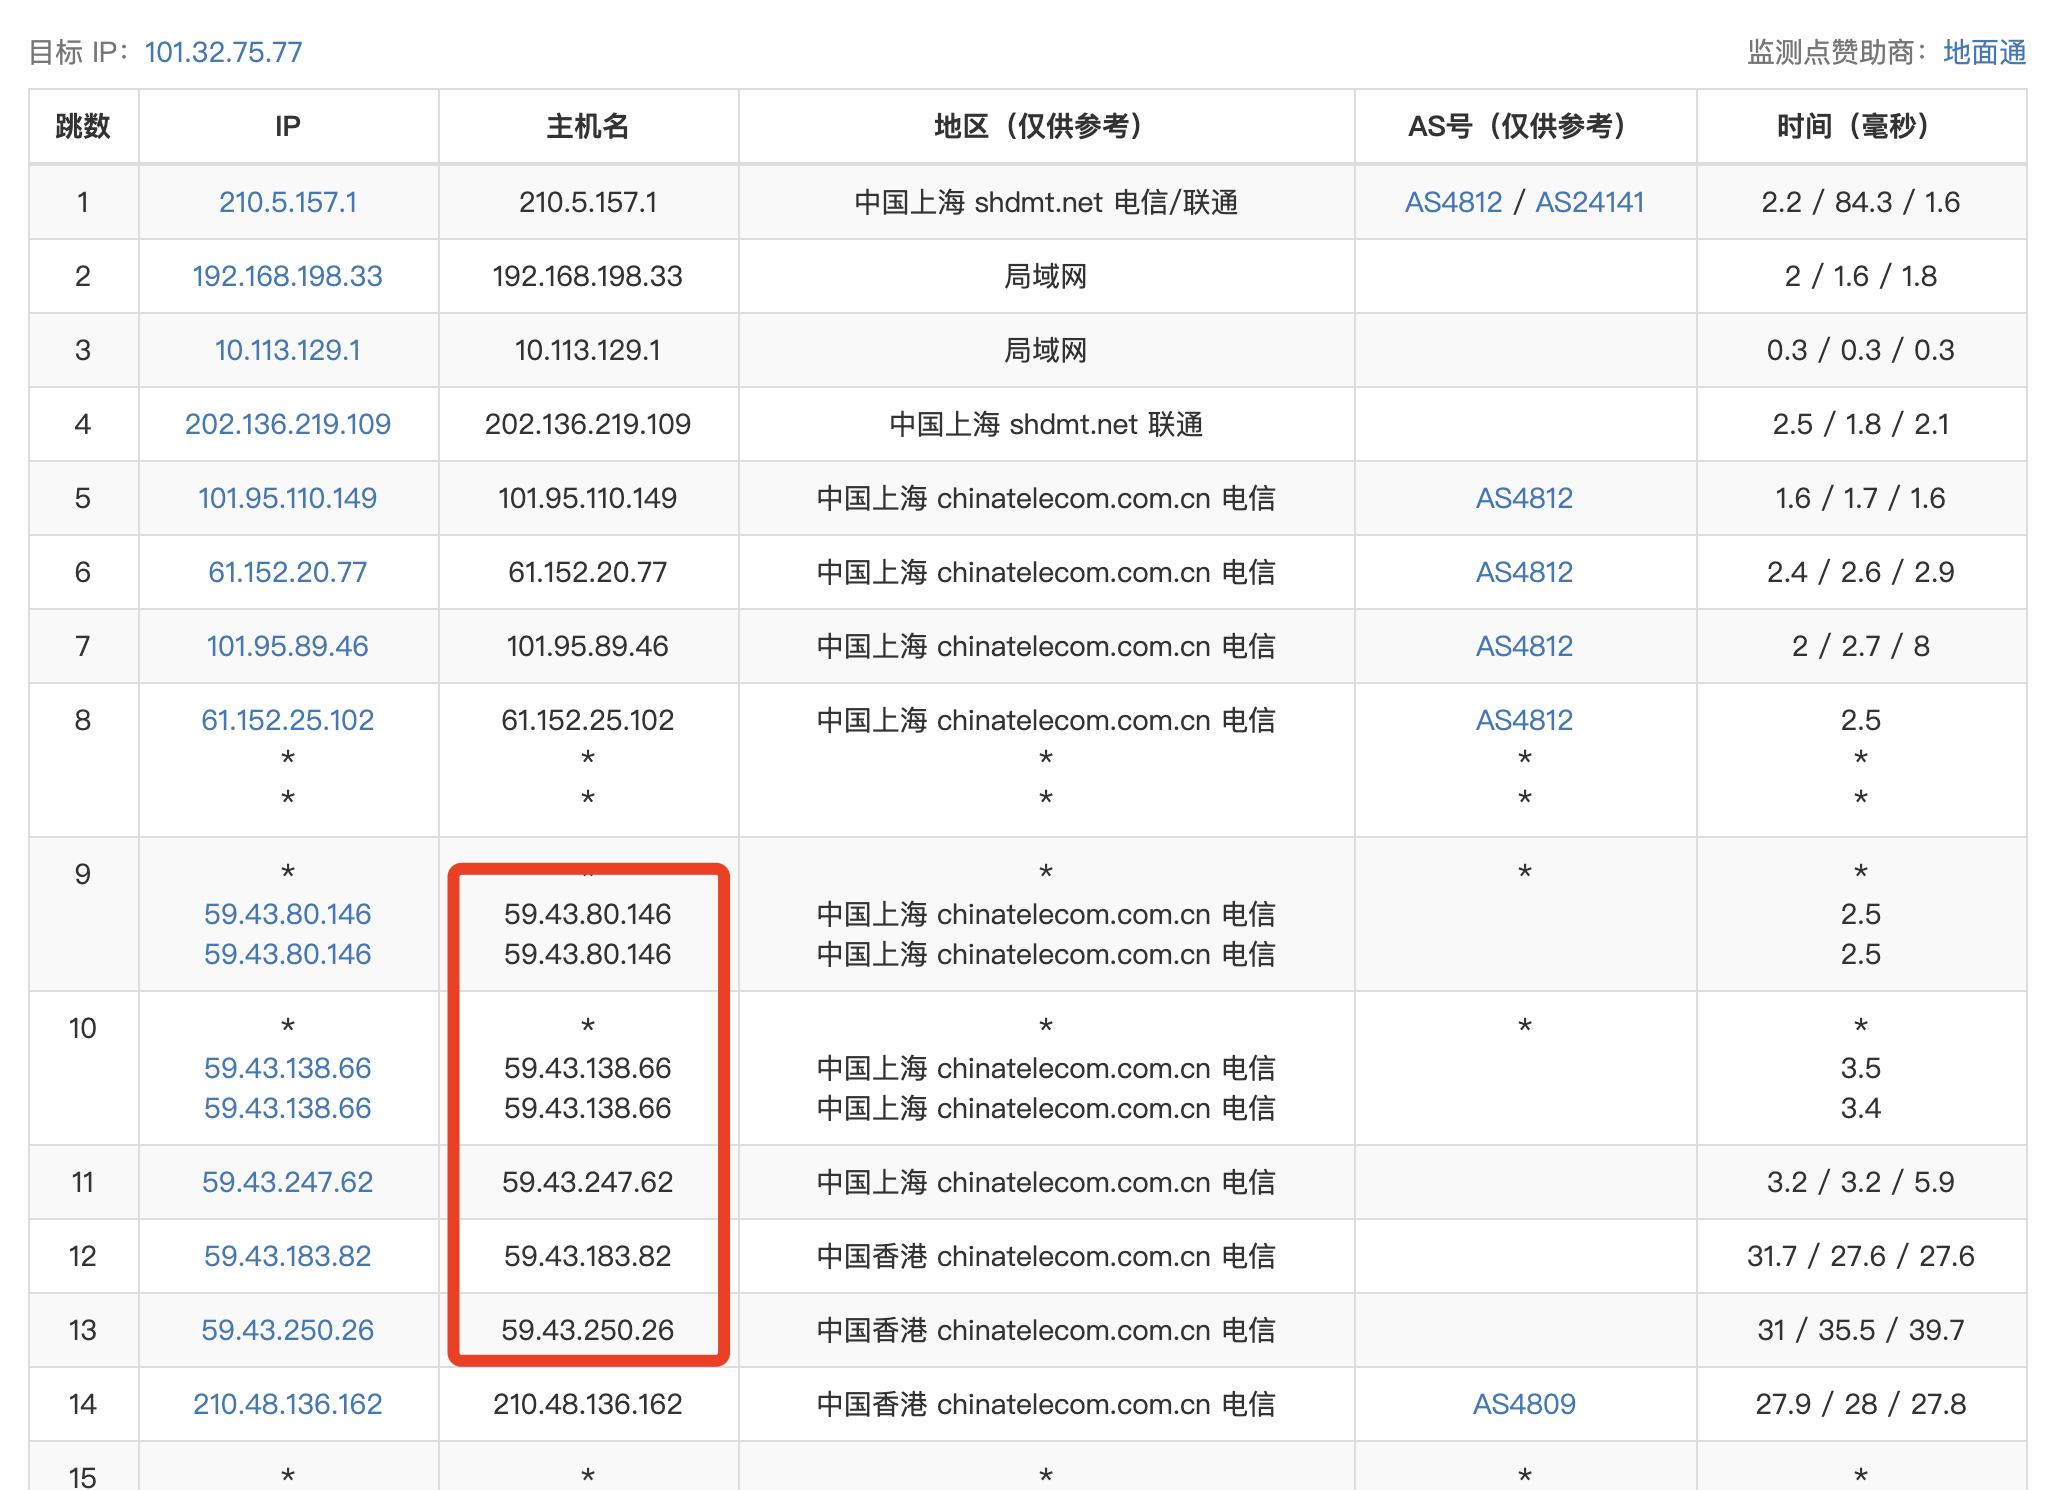 目标 IP： 101.32.75.77
监测点赞助商： 地面通
跳数 IP 主机名 地区（仅供参考） AS号（仅供参考） 时间（毫秒）
1 210.5.157.1 210.5.157.1 中国上海 shdmt.net 电信/联通 AS4812 / AS24141 2.2 / 84.3 / 1.6
2 192.168.198.33 192.168.198.33 局域网 2 / 1.6 / 1.8
3 10.113.129.1 10.113.129.1 局域网 0.3 / 0.3 / 0.3
4 202.136.219.109 202.136.219.109 中国上海 shdmt.net 联通 2.5 / 1.8 / 2.1
5 101.95.110.149 101.95.110.149 中国上海 chinatelecom.com.cn 电信 AS4812 1.6 / 1.7 / 1.6
6 61.152.20.77 61.152.20.77 中国上海 chinatelecom.com.cn 电信 AS4812 2.4 / 2.6 / 2.9
7 101.95.89.46 101.95.89.46 中国上海 chinatelecom.com.cn 电信 AS4812 2 / 2.7 / 8
8 61.152.25.102 61.152.25.102 中国上海 chinatelecom.com.cn 电信 AS4812 2.5
* * * * *
* * * * *
9 * * * *
59.43.80.146 59.43.80.146 中国上海 chinatelecom.com.cn 电信 2.5
59.43.80.146 59.43.80.146 中国上海 chinatelecom.com.cn 电信 2.5
10 * * * * *
59.43.138.66 59.43.138.66 中国上海 chinatelecom.com.cn 电信 3.5
59.43.138.66 59.43.138.66 中国上海 chinatelecom.com.cn 电信 3.4
11 59.43.247.62 59.43.247.62 中国上海 chinatelecom.com.cn 电信 3.2 / 3.2 / 5.9
12 59.43.183.82 59.43.183.82 中国香港 chinatelecom.com.cn 电信 31.7 / 27.6 / 27.6
13 59.43.250.26 59.43.250.26 中国香港 chinatelecom.com.cn 电信 31 / 35.5 / 39.7
14 210.48.136.162 210.48.136.162 中国香港 chinatelecom.com.cn 电信 AS4809 27.9 / 28 / 27.8
15 * * * * *